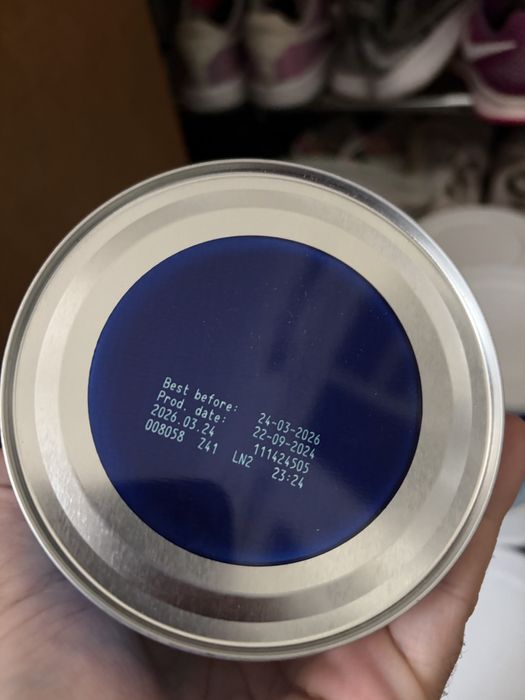 Best before: 24-03-2026
Prod. date: 22-09-2024
2026.03.24 111424505
008058 Z41 LN2 23:24